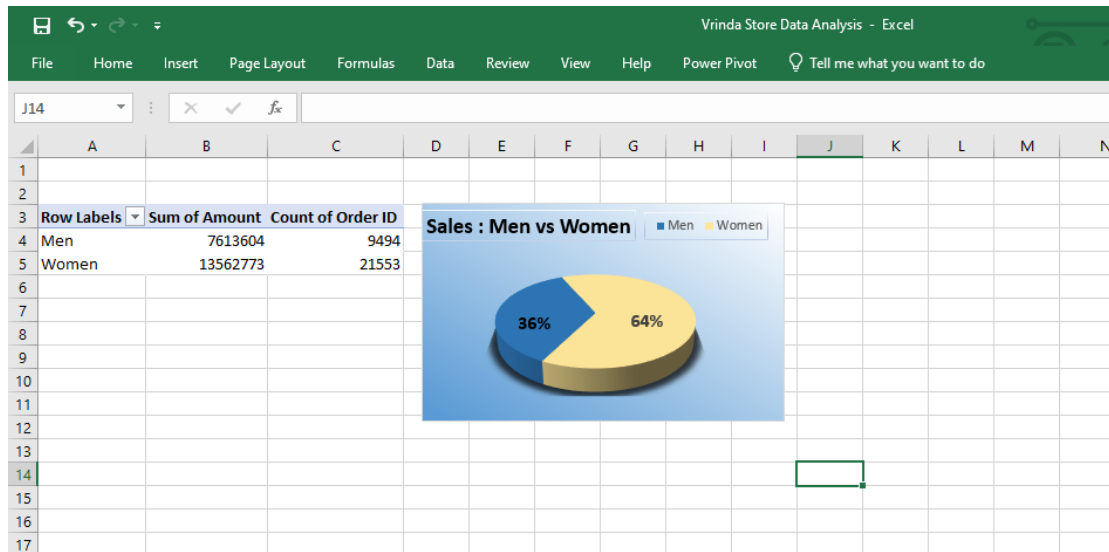 Vrinda Store Data Analysis - Excel
File Home Insert Page Layout Formulas Data Review View Help Power Pivot Tell me what you want to do
J14 fx
A B C D E F G H I J K L M N
1
2
3 Row Labels Sum of Amount Count of Order ID
4 Men 7613604 9494
5 Women 13562773 21553
6
7
8
9
10
11
12
13
14
15
16
17
Sales : Men vs Women Men Women
36% 64%